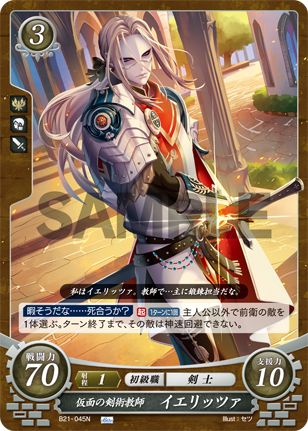 3
SAMPLE
私はイエリッツァ。教師で…主に鍛錬担当だな。
暇そうだな……死合うか？ 起 1ターンに1回 主人公以外で前衛の敵を
1体選ぶ。ターン終了まで、その敵は神速回避できない。
戦闘力
70
射程 1 初級職 剣士
支援力
10
仮面の剣術教師 イエリッツァ
B21-045N
Illust：セツ